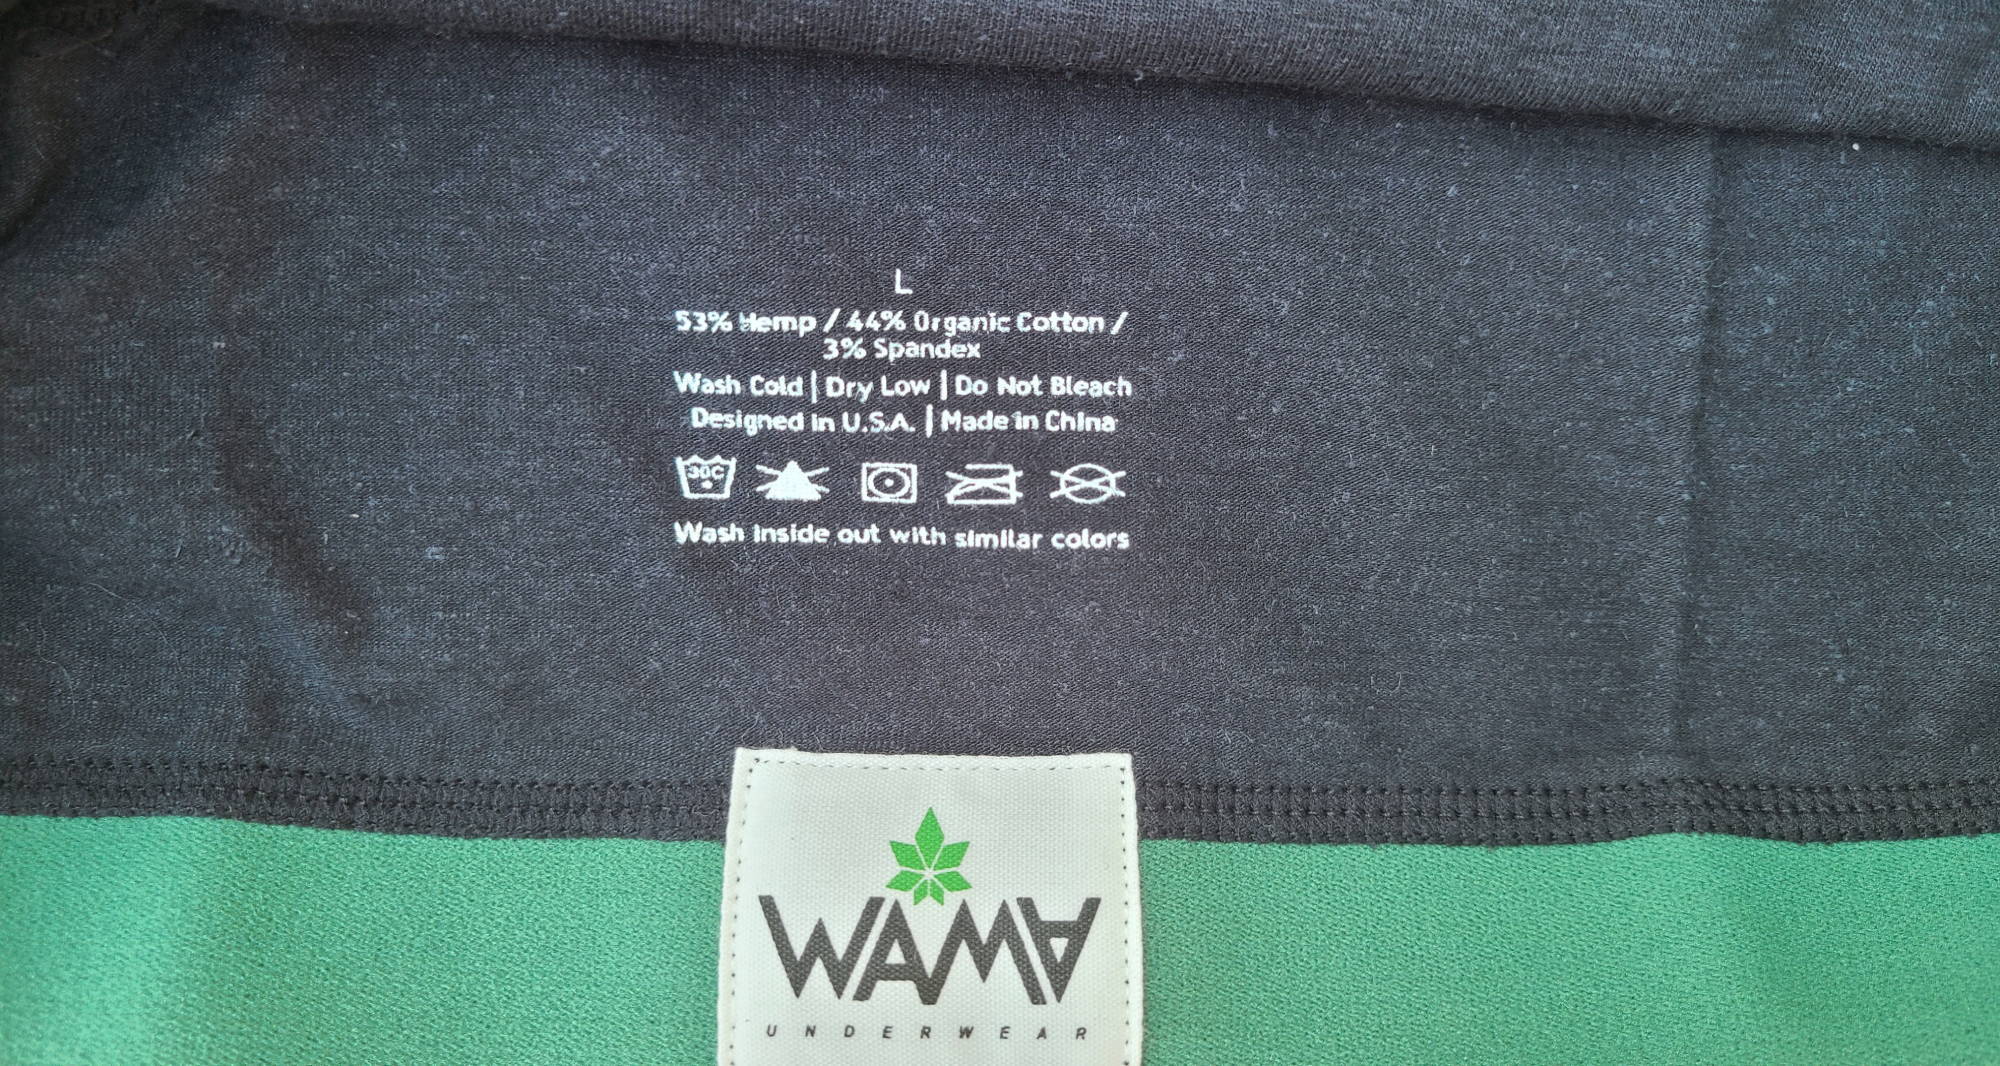 L
53% Hemp / 44% Organic Cotton /
3% Spandex
Wash Cold | Dry Low | Do Not Bleach
Designed in U.S.A. | Made in China
30C
Wash inside out with similar colors
WAMA
UNDERWEAR